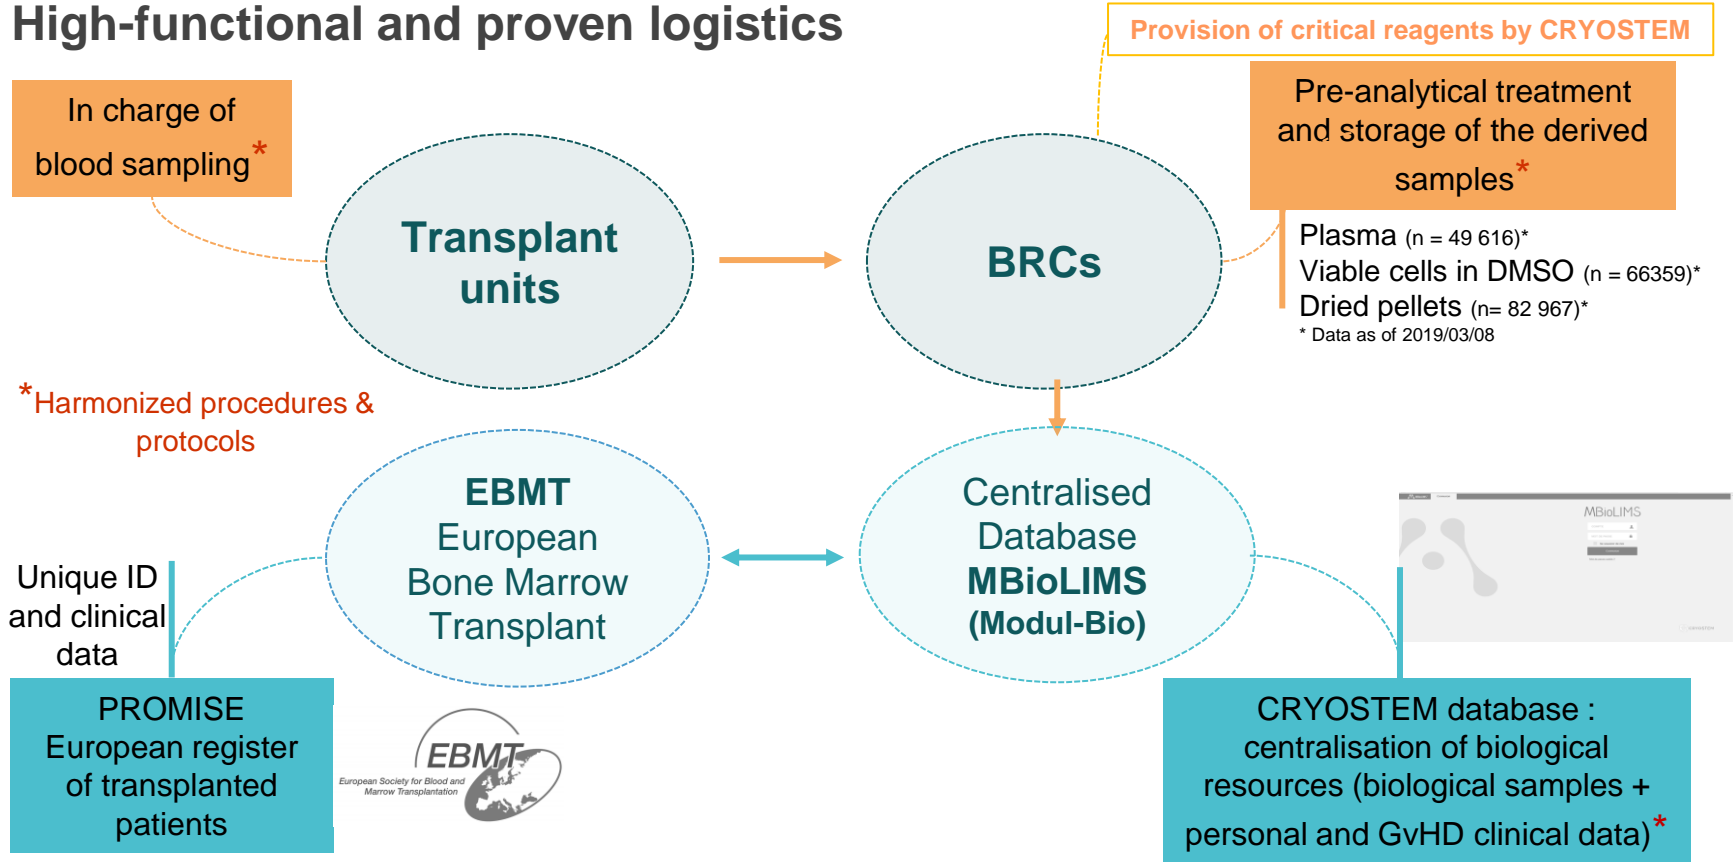 High-functional and proven logistics
Provision of critical reagents by CRYOSTEM
In charge of
blood sampling*
Transplant
units
BRCs
Pre-analytical treatment
and storage of the derived
samples*
Plasma (n = 49 616)*
Viable cells in DMSO (n = 66359)*
Dried pellets (n= 82 967)*
* Data as of 2019/03/08
*Harmonized procedures &
protocols
EBMT
European
Bone Marrow
Transplant
Centralised
Database
MBioLIMS
(Modul-Bio)
MBioLIMS
Unique ID
and clinical
data
PROMISE
European register
of transplanted
patients
EBMT
European Society for Blood and
Marrow Transplantation
CRYOSTEM database :
centralisation of biological
resources (biological samples +
personal and GvHD clinical data)*